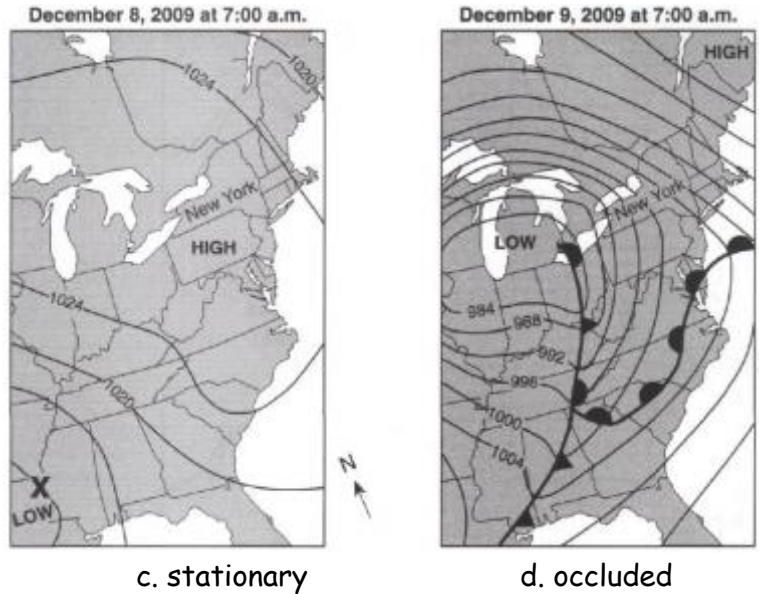 December 8, 2009 at 7:00 a.m.
1024
1020
New York
HIGH
1024
1020
X
LOW
N
c. stationary
December 9, 2009 at 7:00 a.m.
HIGH
New York
LOW
984
988
992
996
1000
1004
d. occluded